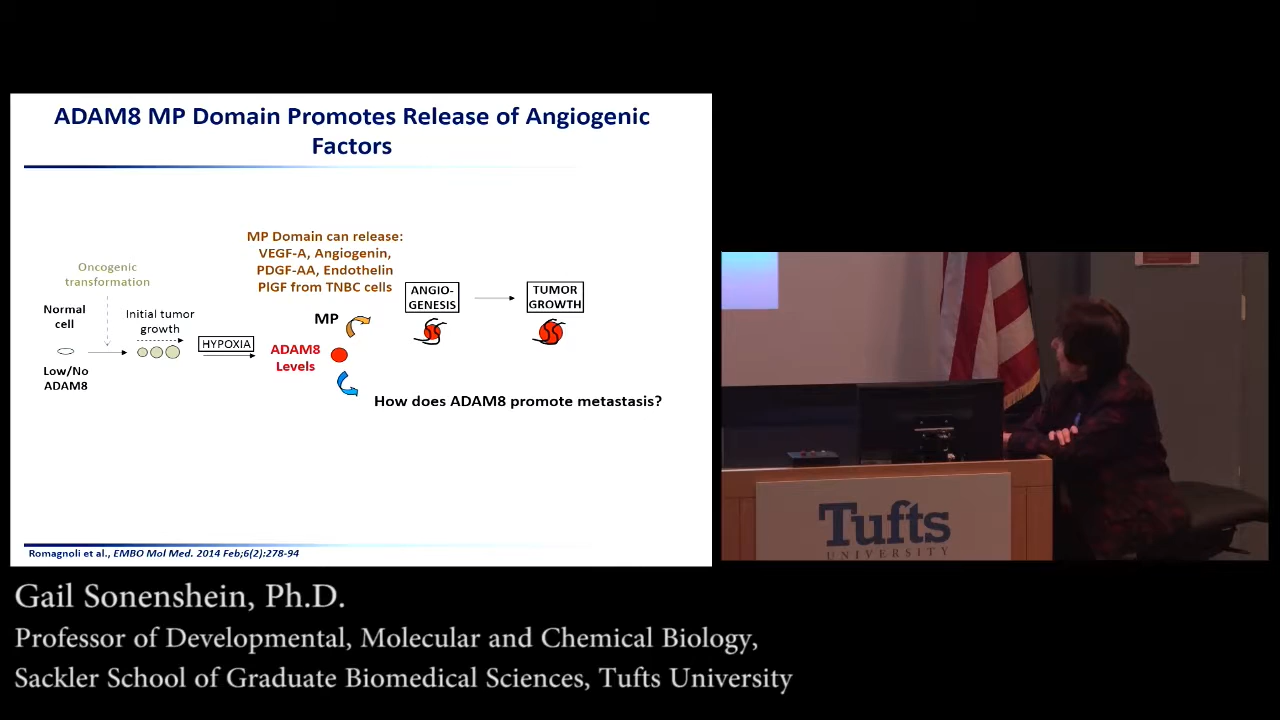 ADAM8 MP Domain Promotes Release of Angiogenic
Factors
MP Domain can release:
VEGF-A, Angiogenin,
PDGF-AA, Endothelin
PlGF from TNBC cells
Oncogenic
transformation
Normal
cell
Low/No
ADAM8
Initial tumor
growth
HYPOXIA
MP
ADAM8
Levels
ANGIO-
GENESIS
TUMOR
GROWTH
How does ADAM8 promote metastasis?
Romagnoli et al., EMBO Mol Med. 2014 Feb;6(2):278-94
Tufts
UNIVERSITY
Gail Sonenshein, Ph.D.
Professor of Developmental, Molecular and Chemical Biology,
Sackler School of Graduate Biomedical Sciences, Tufts University